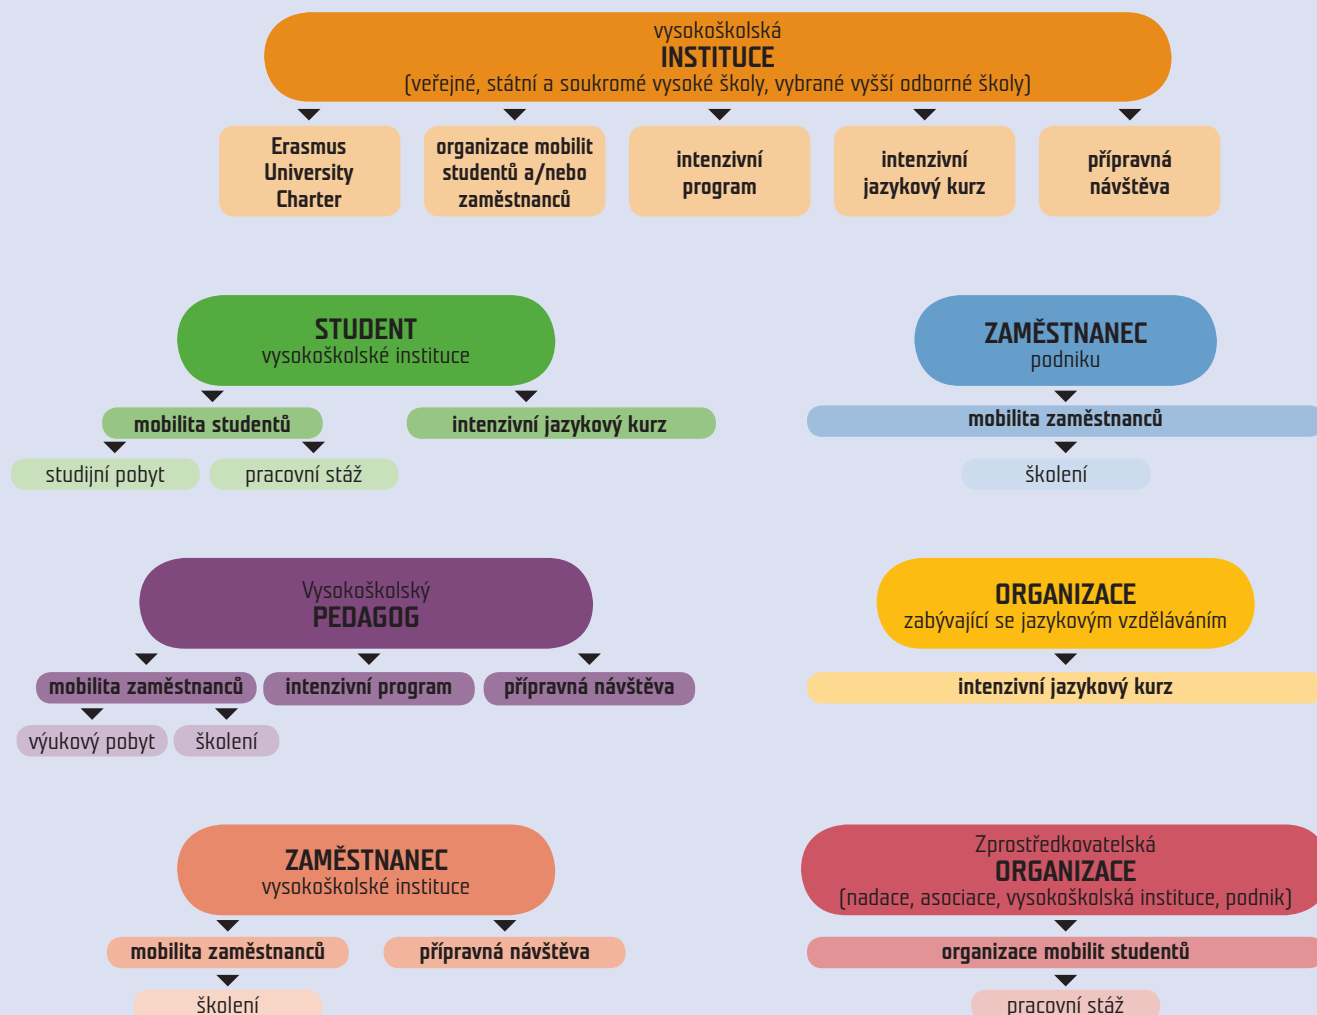 vysokoškolská
INSTITUCE
(veřejné, státní a soukromé vysoké školy, vybrané vyšší odborné školy)
Erasmus
University
Charter
organizace mobilit
studentů a/nebo
zaměstnanců
intenzivní
program
intenzivní
jazykový kurz
přípravná
návštěva
STUDENT
vysokoškolské instituce
mobilita studentů
intenzivní jazykový kurz
studijní pobyt
pracovní stáž
ZAMĚSTNANEC
podniku
mobilita zaměstnanců
školení
Vysokoškolský
PEDAGOG
mobilita zaměstnanců
intenzivní program
přípravná návštěva
výukový pobyt
školení
ORGANIZACE
zabývající se jazykovým vzděláváním
intenzivní jazykový kurz
ZAMĚSTNANEC
vysokoškolské instituce
mobilita zaměstnanců
přípravná návštěva
školení
Zprostředkovatelská
ORGANIZACE
(nadace, asociace, vysokoškolská instituce, podnik)
organizace mobilit studentů
pracovní stáž